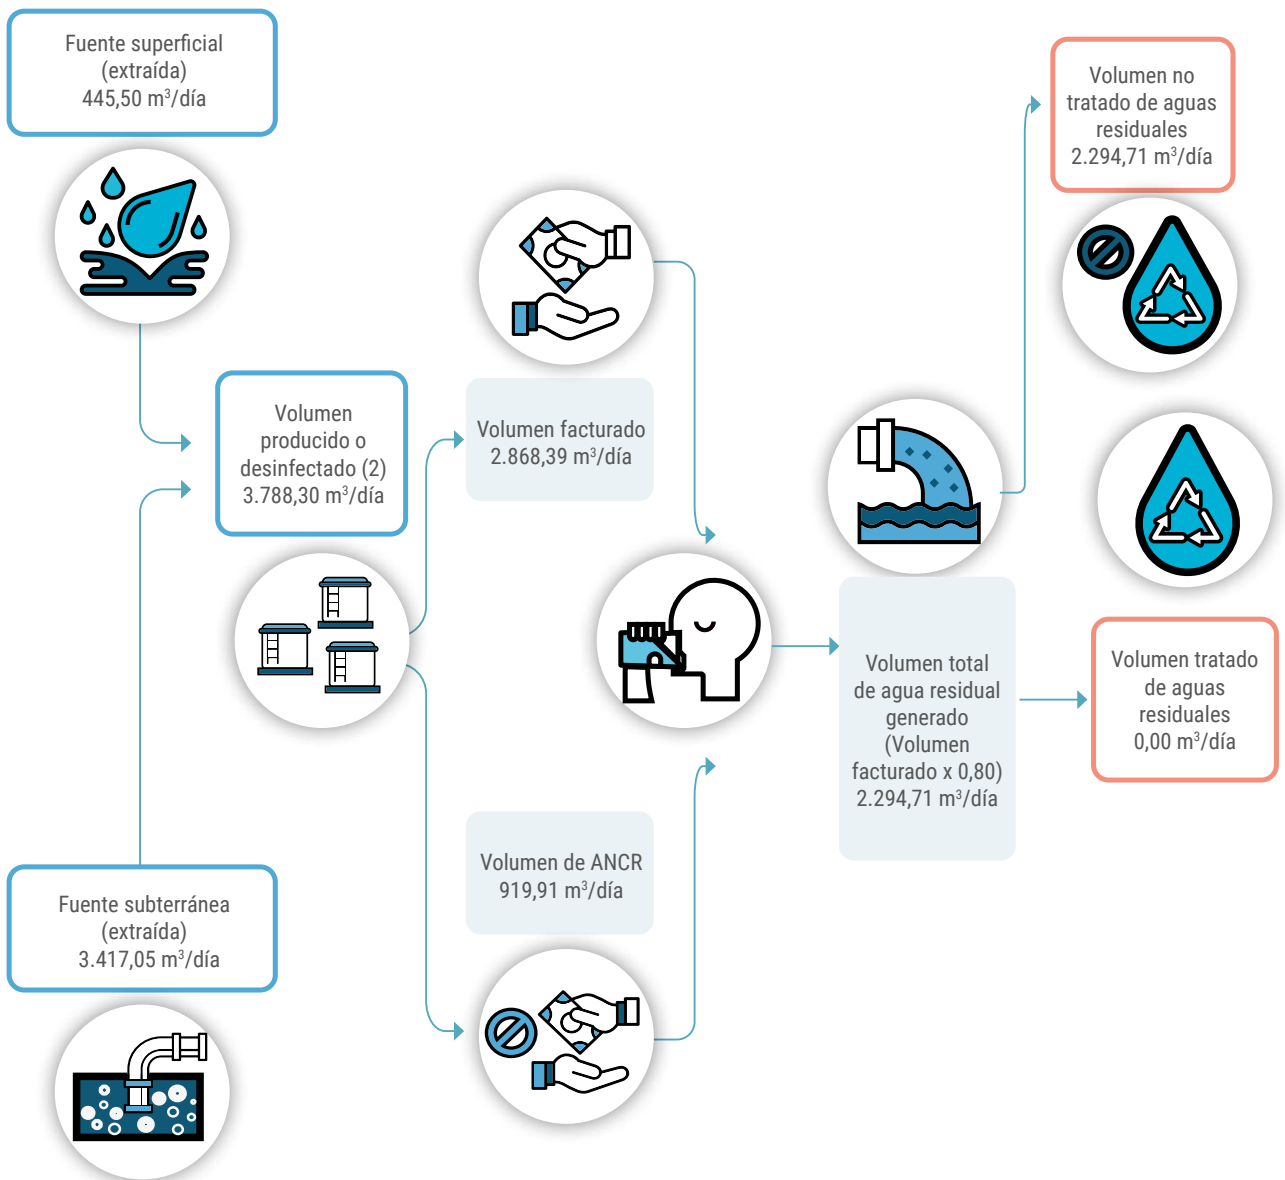 Fuente superficial
(extraída)
445,50 m³/día
Volumen
producido o
desinfectado (2)
3.788,30 m³/día
Fuente subterránea
(extraída)
3.417,05 m³/día
Volumen facturado
2.868,39 m³/día
Volumen de ANCR
919,91 m³/día
Volumen total
de agua residual
generado
(Volumen
facturado x 0,80)
2.294,71 m³/día
Volumen no
tratado de aguas
residuales
2.294,71 m³/día
Volumen tratado
de aguas
residuales
0,00 m³/día